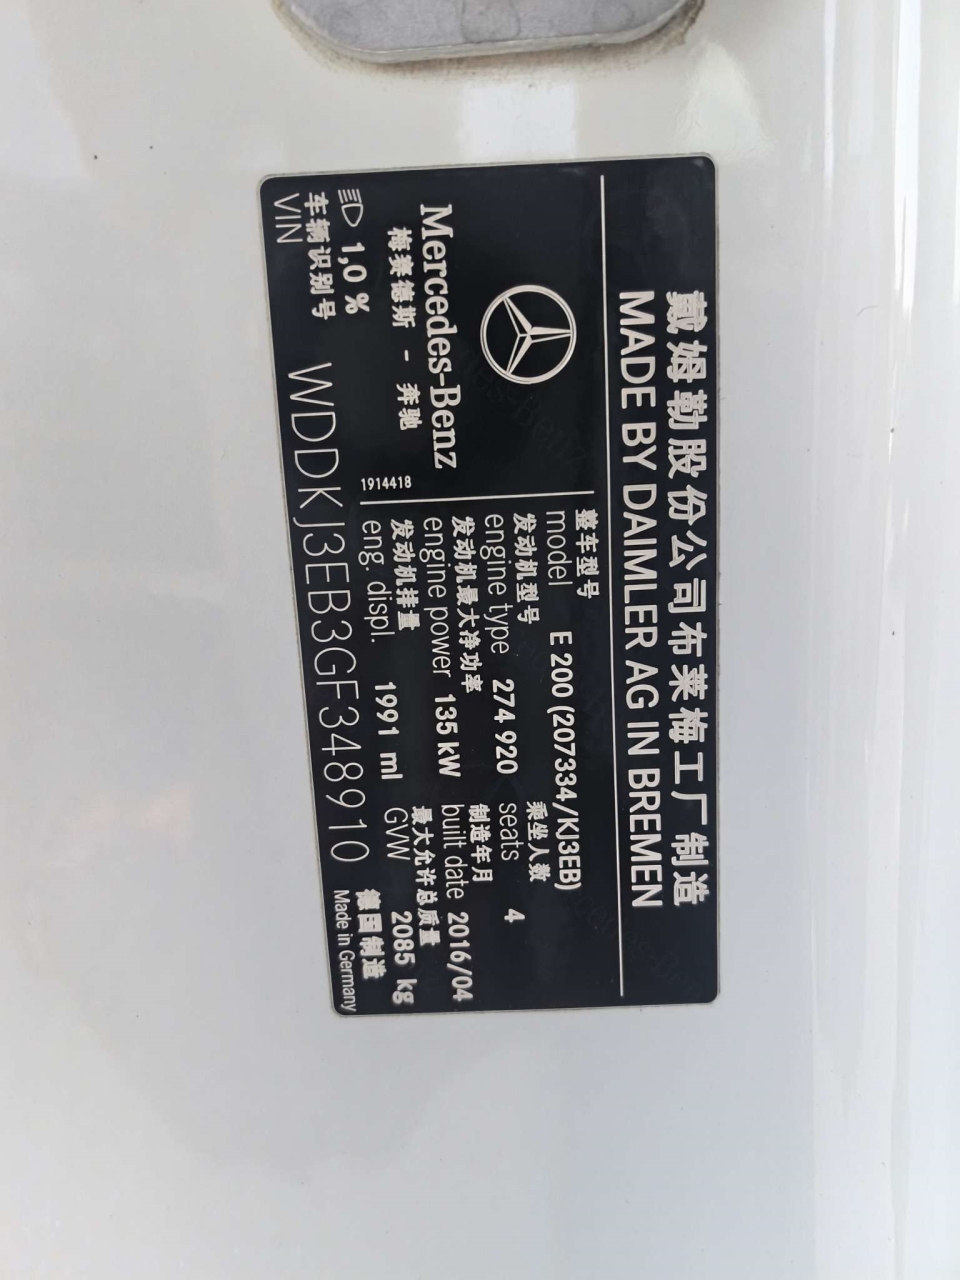 戴姆勒股份公司布莱梅工厂制造
MADE BY DAIMLER AG IN BREMEN
Mercedes-Benz
梅赛德斯 - 奔驰
1,0 %
1914418
整车型号
model E 200 (207334/KJ3EB)
发动机型号
engine type 274 920
发动机最大净功率
engine power 135 kW
发动机排量
eng. displ. 1991 ml
乘坐人数
seats 4
制造年月
built date 2016/04
最大允许总质量
GVW 2085 kg
车辆识别号
VIN WDDKJ3EB3GF348910
德国制造
Made in Germany